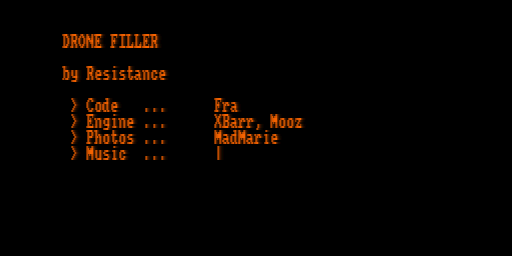 DRONE FILLER
by Resistance
> Code ... Fra
> Engine ... XBarr, Mooz
> Photos ... MadMarie
> Music ... |